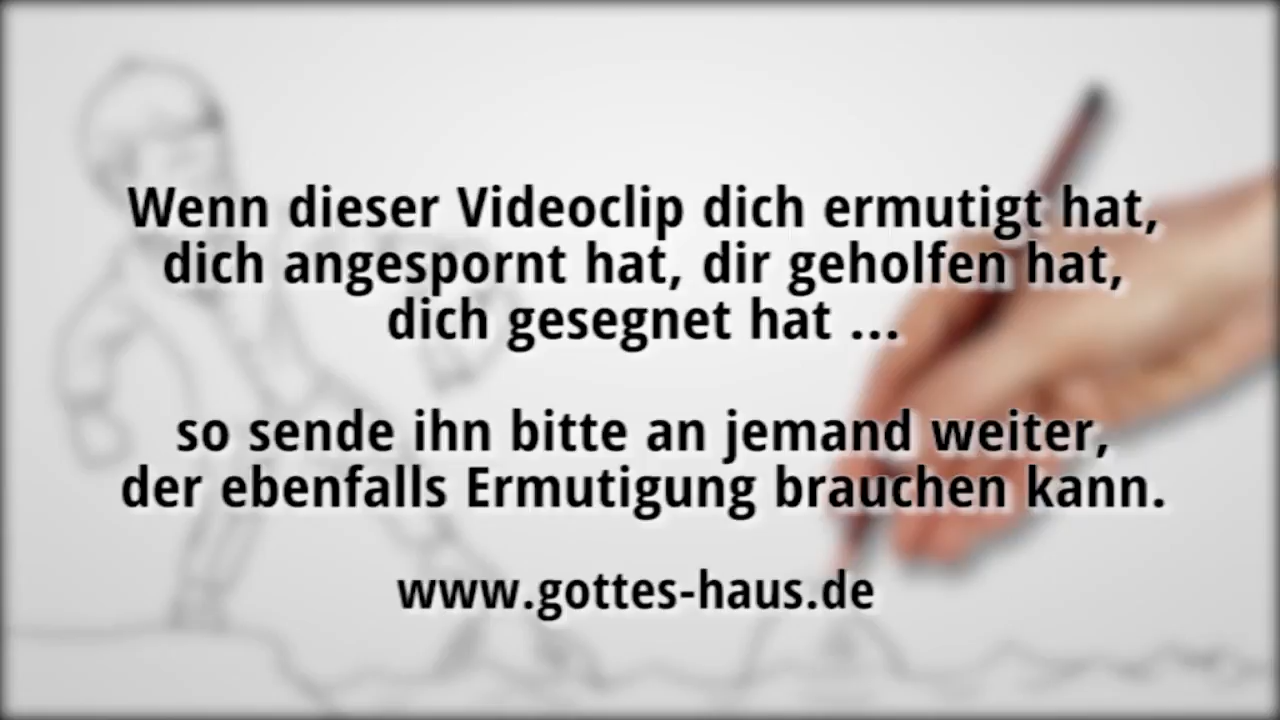 Wenn dieser Videoclip dich ermutigt hat,
dich angespornt hat, dir geholfen hat,
dich gesegnet hat ...
so sende ihn bitte an jemand weiter,
der ebenfalls Ermutigung brauchen kann.
www.gottes-haus.de